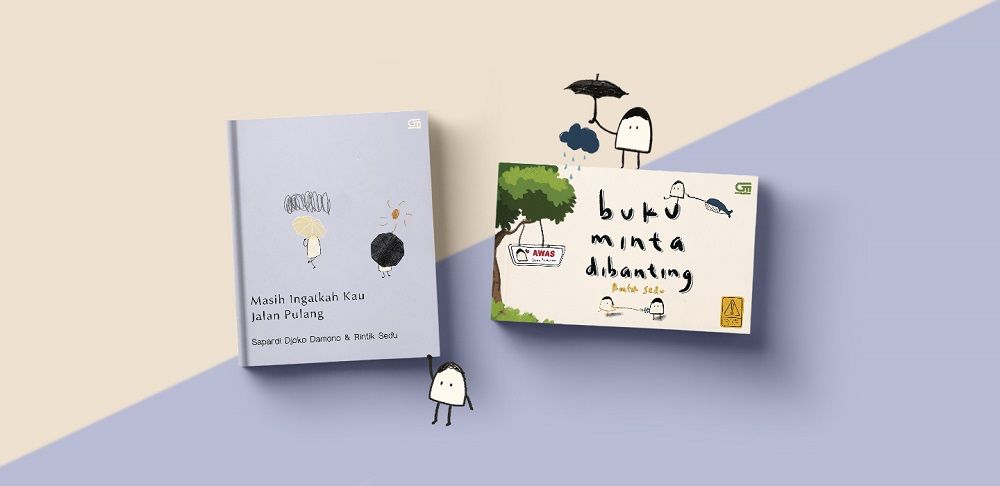 Masih Ingatkah Kau
Jalan Pulang
Sapardi Djoko Damono & Rintik Sedu
buku
minta
dibanting
Rintik Sedu
AWAS